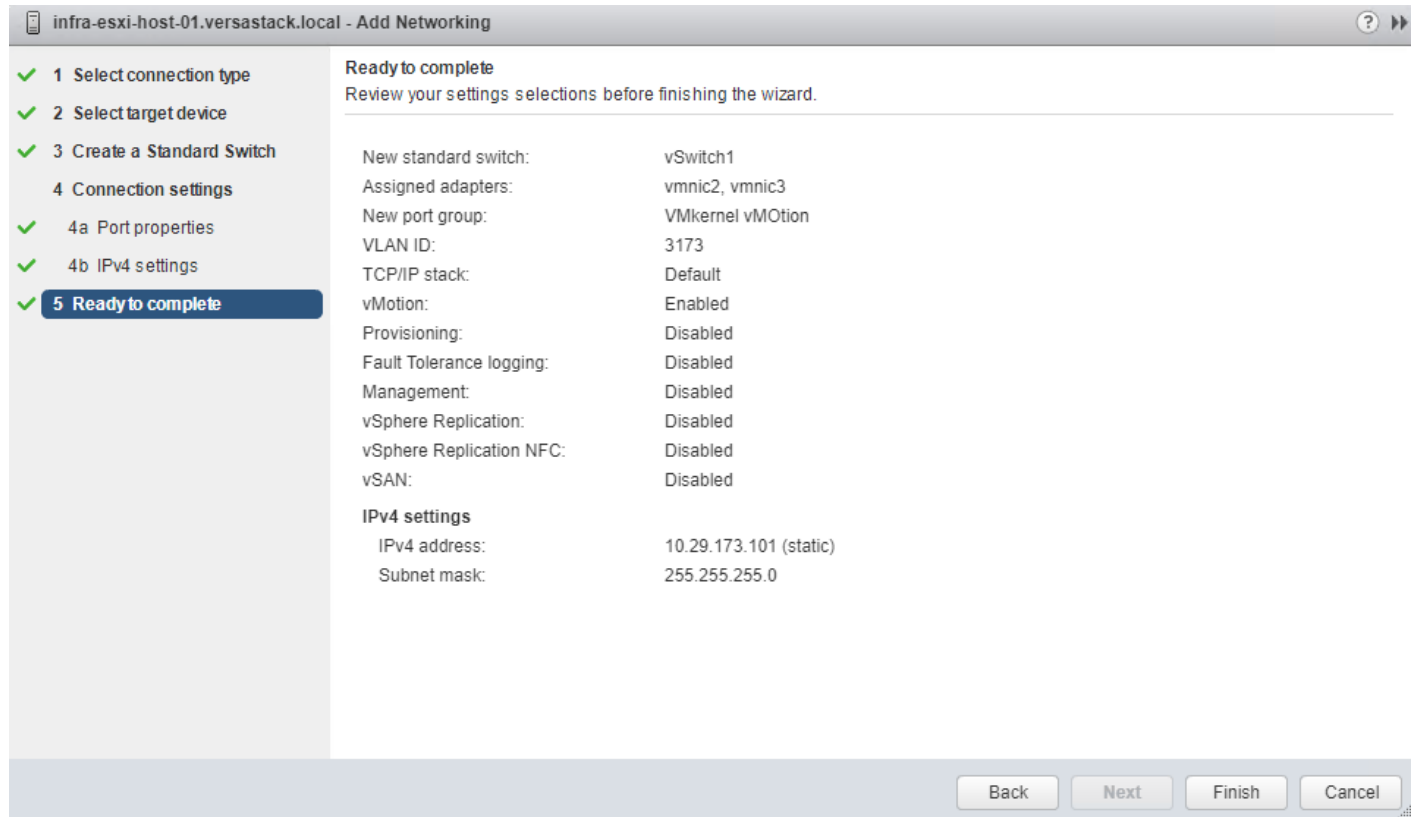 infra-esxi-host-01.versastack.local - Add Networking
?
1 Select connection type
2 Select target device
3 Create a Standard Switch
4 Connection settings
4a Port properties
4b IPv4 settings
5 Ready to complete
Ready to complete
Review your settings selections before finishing the wizard.
New standard switch: vSwitch1
Assigned adapters: vmnic2, vmnic3
New port group: VMkernel vMOtion
VLAN ID: 3173
TCP/IP stack: Default
vMotion: Enabled
Provisioning: Disabled
Fault Tolerance logging: Disabled
Management: Disabled
vSphere Replication: Disabled
vSphere Replication NFC: Disabled
vSAN: Disabled
IPv4 settings
IPv4 address: 10.29.173.101 (static)
Subnet mask: 255.255.255.0
Back Next Finish Cancel